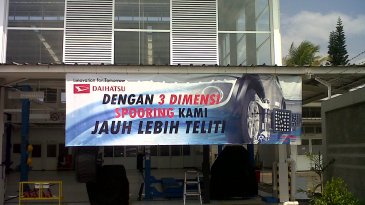 Innovation for Tomorrow
DAIHATSU
DENGAN 3 DIMENSI
SPOORING KAMI
JAUH LEBIH TELITI